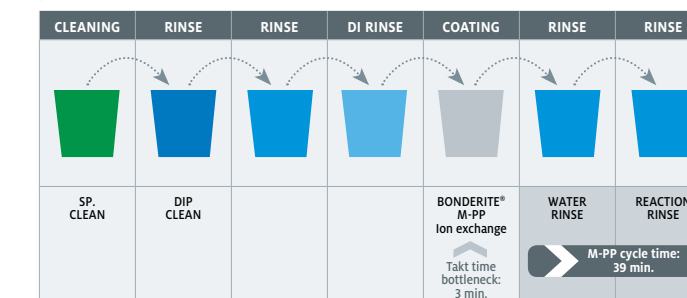 CLEANING RINSE RINSE DI RINSE COATING RINSE RINSE
SP.
CLEAN
DIP
CLEAN
BONDERITE®
M-PP
Ion exchange
Takt time
bottleneck:
3 min.
WATER
RINSE
REACTION
RINSE
M-PP cycle time:
39 min.